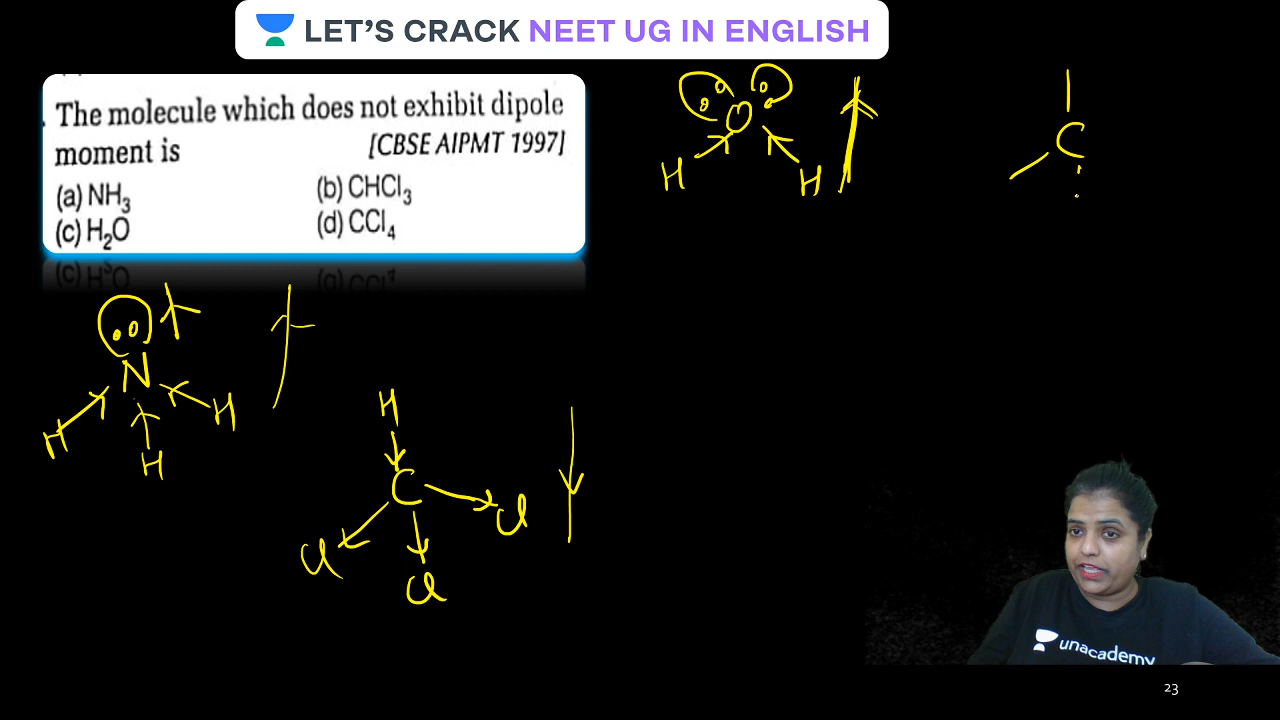 LET'S CRACK NEET UG IN ENGLISH
. The molecule which does not exhibit dipole
moment is [CBSE AIPMT 1997]
(a) NH₃ (b) CHCl₃
(c) H₂O (d) CCl₄
O
H H
C
N
H H
H
H
C
Cl Cl
Cl
unacademy
23